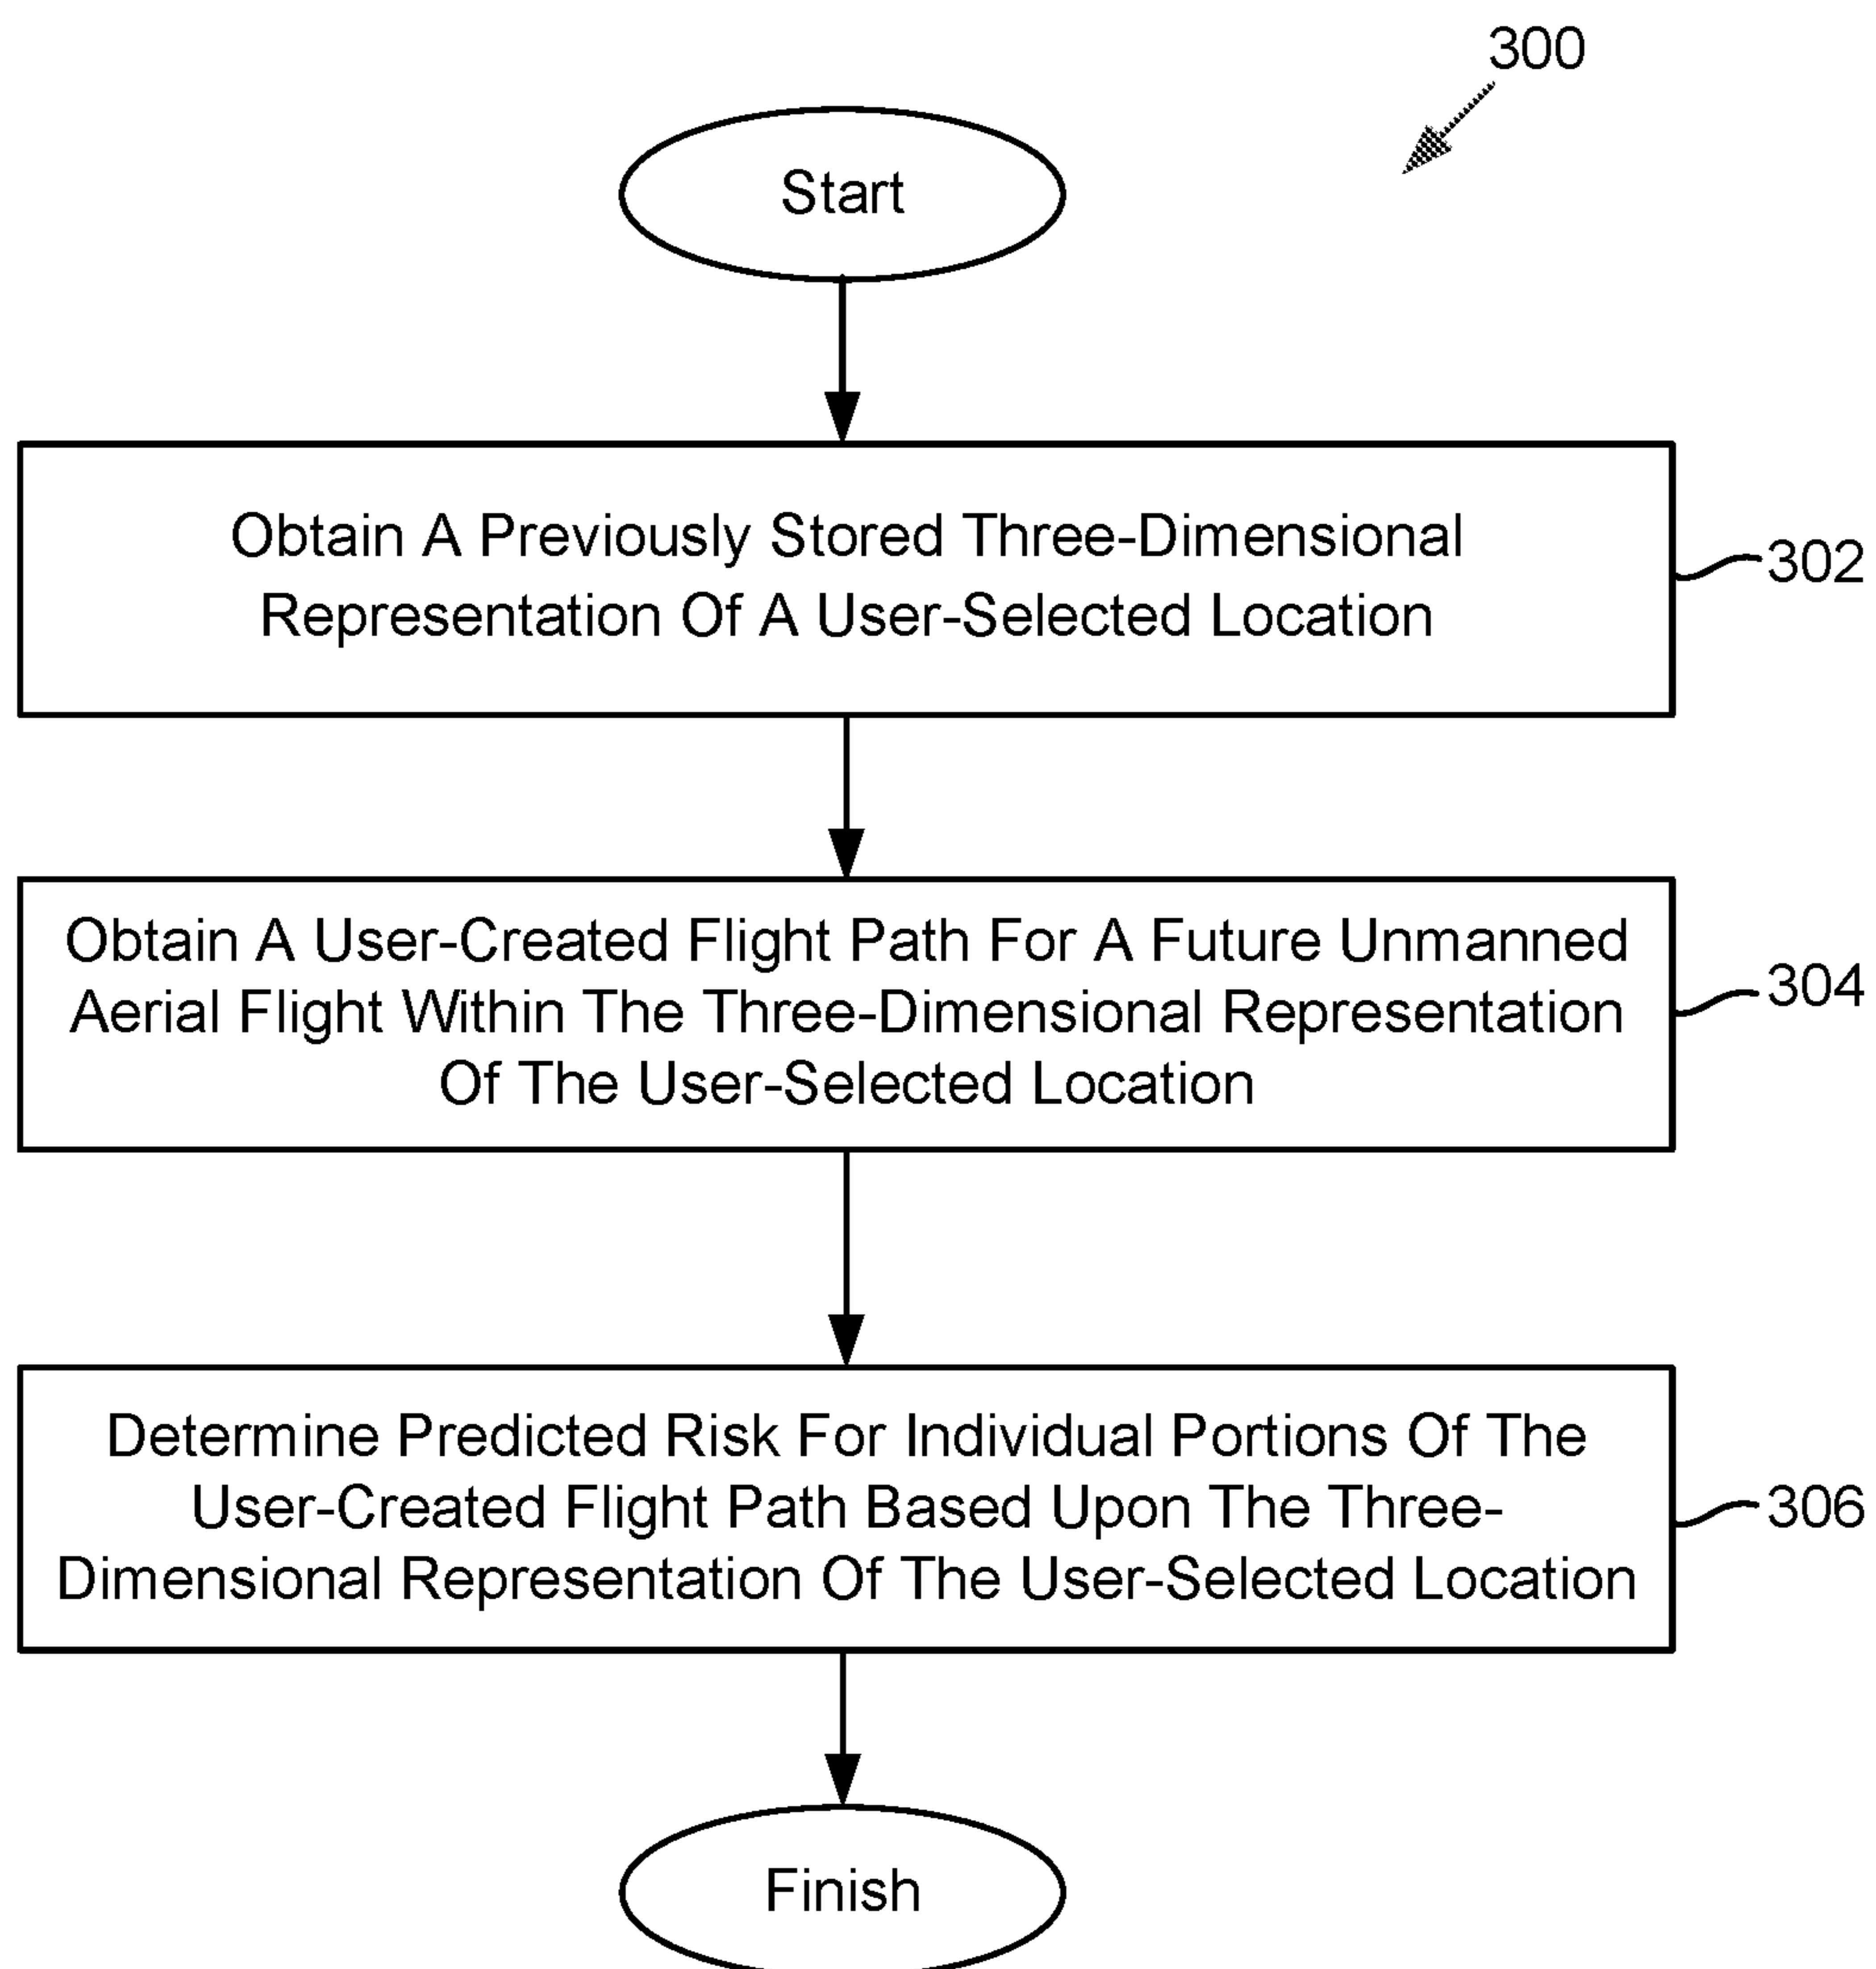 300
Start
Obtain A Previously Stored Three-Dimensional
Representation Of A User-Selected Location
302
Obtain A User-Created Flight Path For A Future Unmanned
Aerial Flight Within The Three-Dimensional Representation
Of The User-Selected Location
304
Determine Predicted Risk For Individual Portions Of The
User-Created Flight Path Based Upon The Three-
Dimensional Representation Of The User-Selected Location
306
Finish